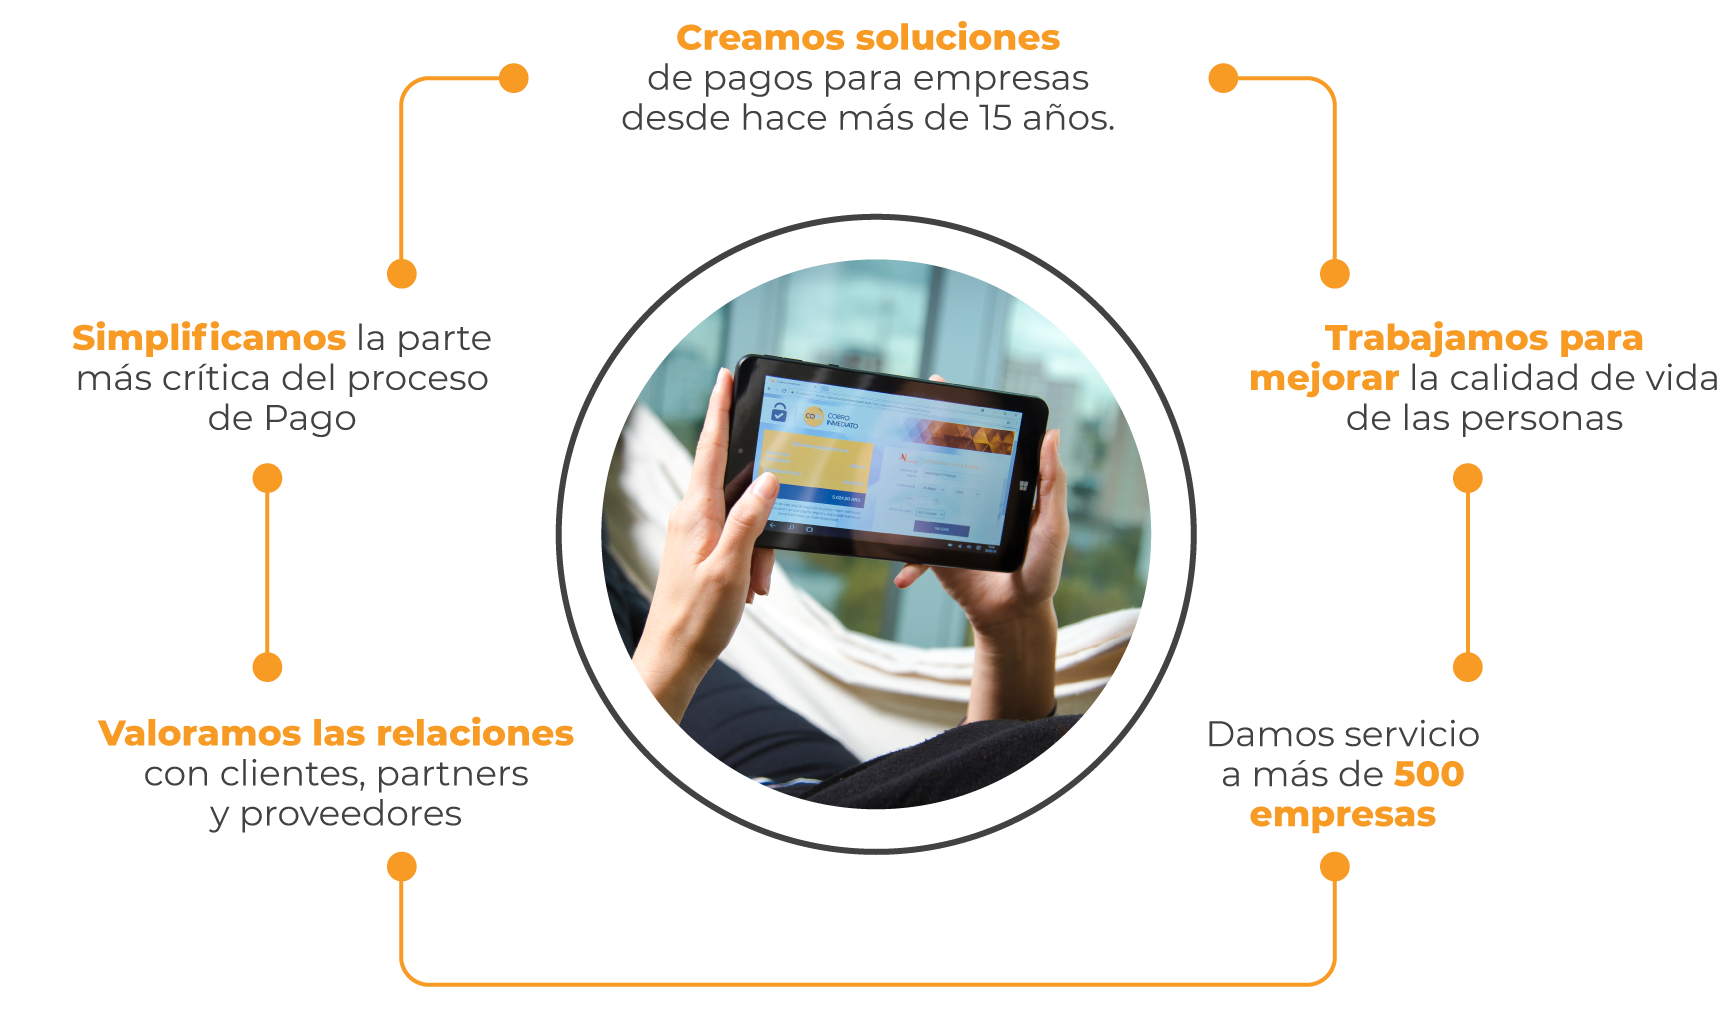 Creamos soluciones
de pagos para empresas
desde hace más de 15 años.
Simplificamos la parte
más crítica del proceso
de Pago
Trabajamos para
mejorar la calidad de vida
de las personas
COBRO
INMEDIATO
Valoramos las relaciones
con clientes, partners
y proveedores
Damos servicio
a más de 500
empresas